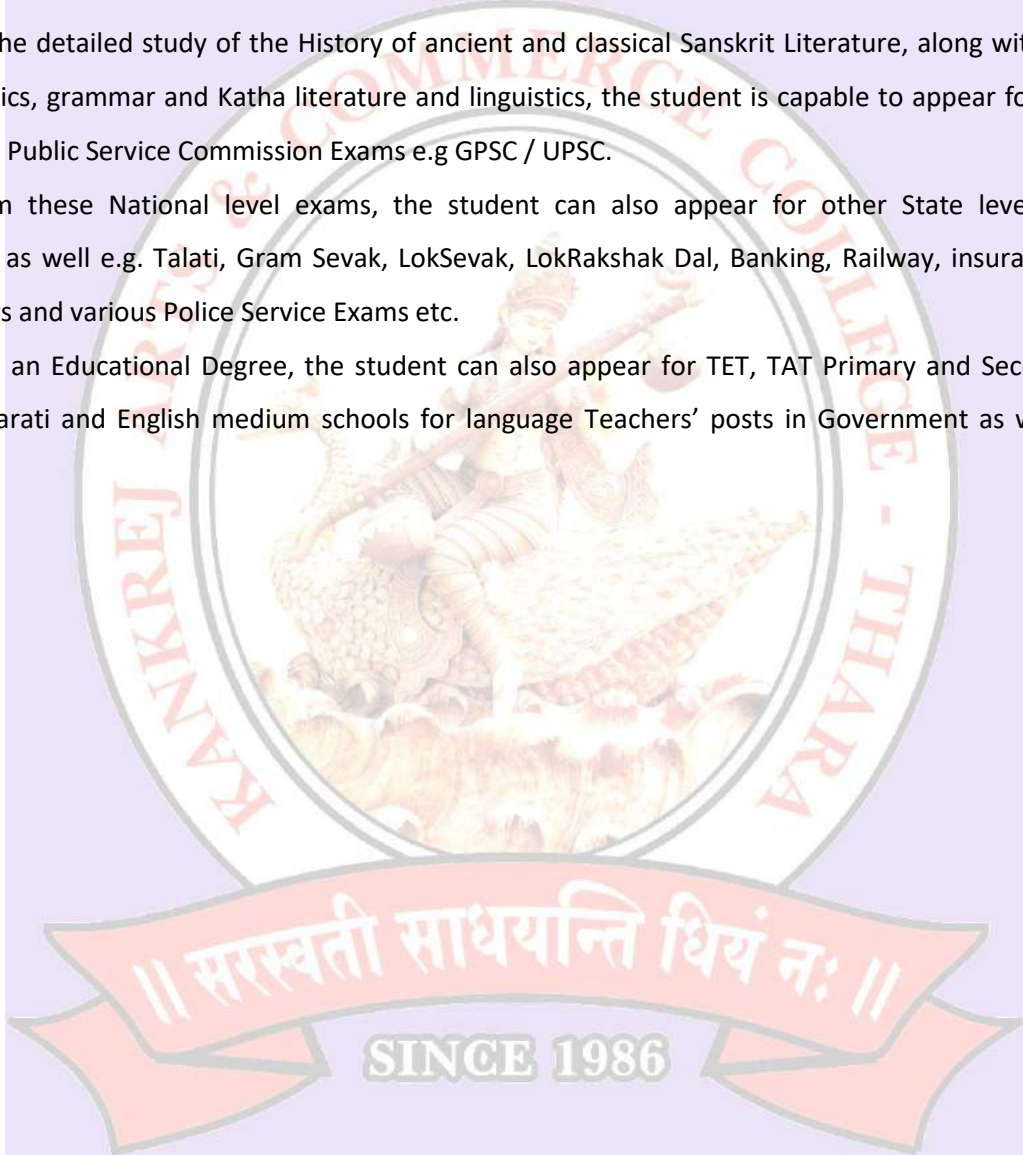 he detailed study of the History of ancient and classical Sanskrit Literature, along wit
ics, grammar and Katha literature and linguistics, the student is capable to appear fo
Public Service Commission Exams e.g GPSC / UPSC.
m these National level exams, the student can also appear for other State leve
as well e.g. Talati, Gram Sevak, LokSevak, LokRakshak Dal, Banking, Railway, insura
s and various Police Service Exams etc.
an Educational Degree, the student can also appear for TET, TAT Primary and Seco
arati and English medium schools for language Teachers’ posts in Government as w
KANKREJ ARTS & COMMERCE COLLEGE - THARA
|| सरस्वती साधयन्ति धियं नः ||
SINCE 1986